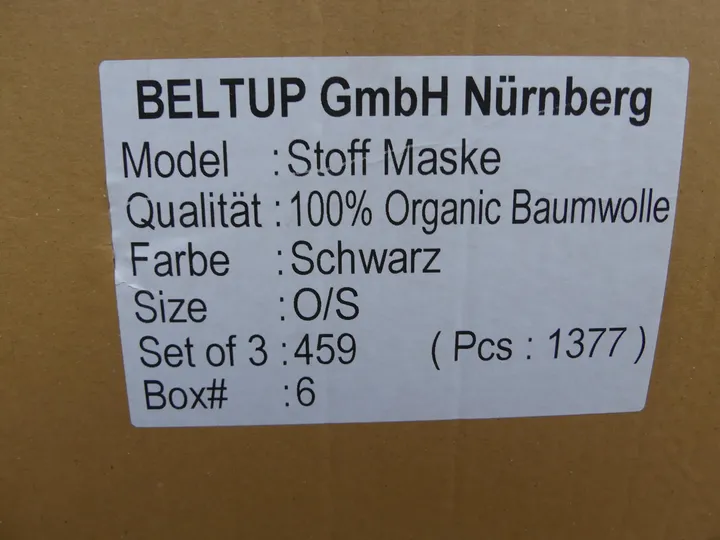 BELTUP GmbH Nürnberg
Model : Stoff Maske
Qualität : 100% Organic Baumwolle
Farbe : Schwarz
Size : O/S
Set of 3 : 459 ( Pcs : 1377 )
Box# : 6